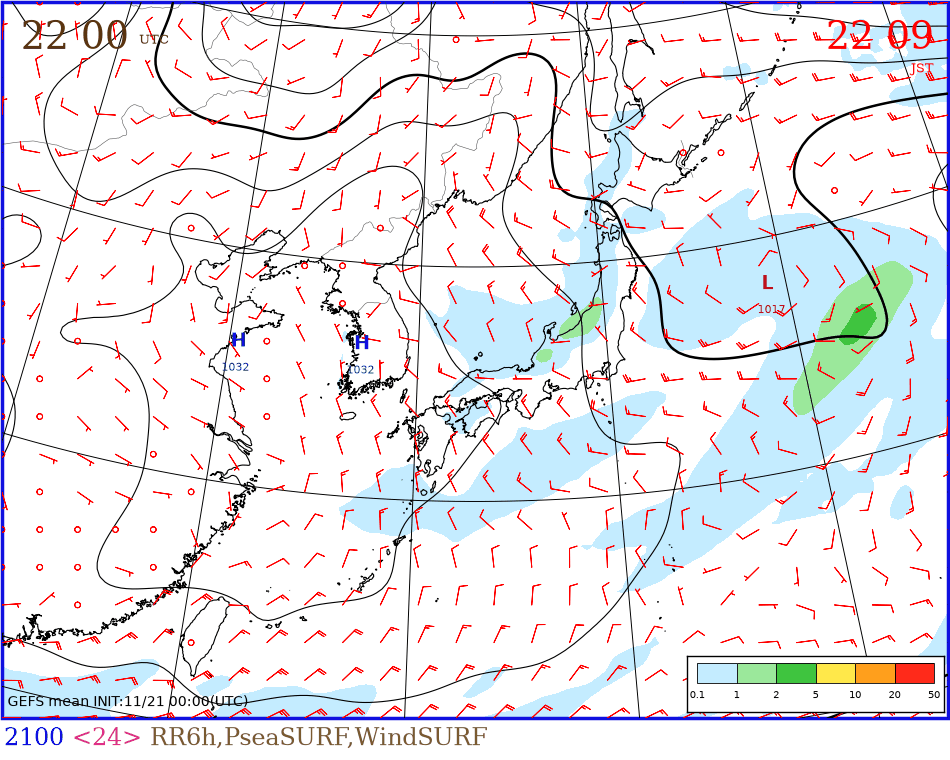 22 00 UTC
22 09
JST
L
1017
H
1032
H
1032
0.1 1 2 5 10 20 50
GEFS mean INIT:11/21 00:00(UTC)
2100 <24> RR6h,PseaSURF,WindSURF